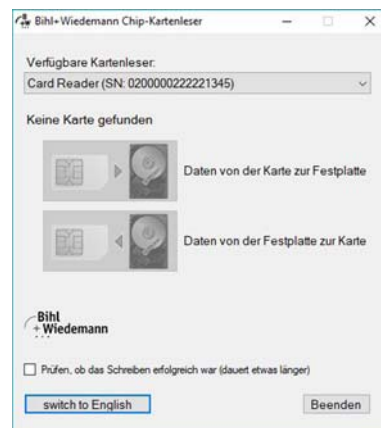 Bihl+Wiedemann Chip-Kartenleser
Verfügbare Kartenleser:
Card Reader (SN: 0200000222221345)
Keine Karte gefunden
Daten von der Karte zur Festplatte
Daten von der Festplatte zur Karte
Bihl
+ Wiedemann
Prüfen, ob das Schreiben erfolgreich war (dauert etwas länger)
switch to English
Beenden